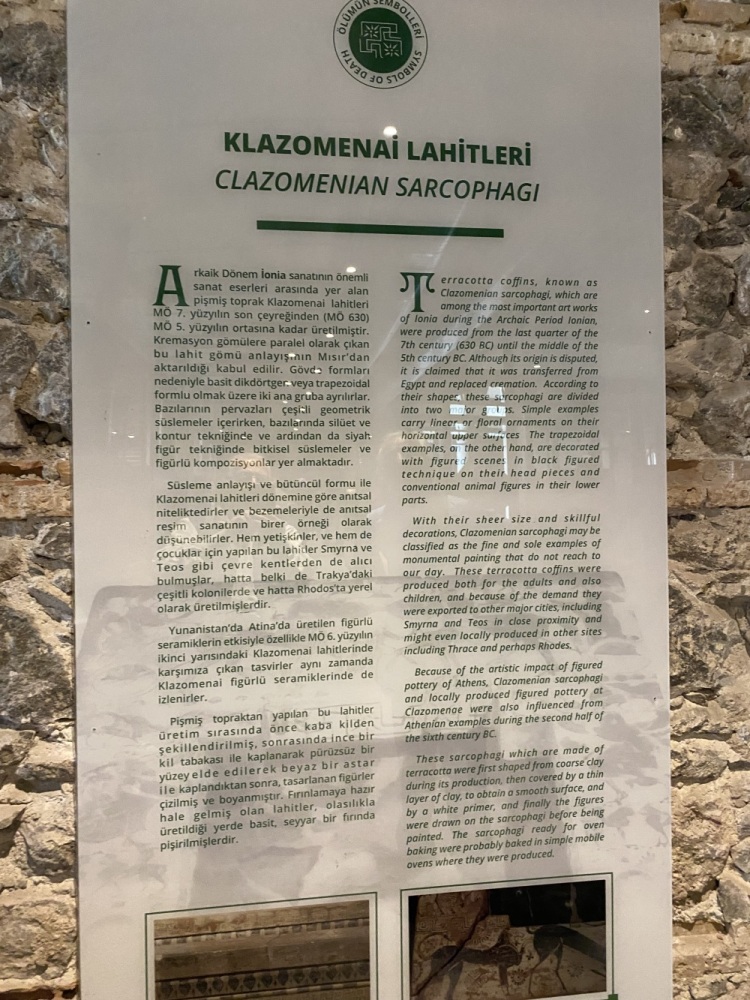 ÖLÜMÜN SEMBOLLERİ
SYMBOLS OF DEATH
KLAZOMENAİ LAHİTLERİ
CLAZOMENIAN SARCOPHAGI
Arkaik Dönem İonia sanatının önemli
sanat eserleri arasında yer alan
pişmiş toprak Klazomenai lahitleri
MÖ 7. yüzyılın son çeyreğinden (MÖ 630)
MÖ 5. yüzyılın ortasına kadar üretilmiştir.
Kremasyon gömülere paralel olarak çıkan
bu lahit gömü anlayışının Mısır'dan
aktarıldığı kabul edilir. Gövde formları
nedeniyle basit dikdörtgen veya trapezoidal
formlu olmak üzere iki ana gruba ayrılırlar.
Bazılarının pervazları çeşitli geometrik
süslemeler içerirken, bazılarında silüet ve
kontur tekniğinde ve ardından da siyah
figür tekniğinde bitkisel süslemeler ve
figürlü kompozisyonlar yer almaktadır.
Süsleme anlayışı ve bütüncül formu ile
Klazomenai lahitleri dönemine göre anıtsal
niteliktedirler ve bezemeleriyle de anıtsal
resim sanatının birer örneği olarak
düşünebilirler. Hem yetişkinler, ve hem de
çocuklar için yapılan bu lahitler Smyrna ve
Teos gibi çevre kentlerden de alıcı
bulmuşlar, hatta belki de Trakya'daki
çeşitli kolonilerde ve hatta Rhodos'ta yerel
olarak üretilmişlerdir.
Yunanistan'da Atina'da üretilen figürlü
seramiklerin etkisiyle özellikle MÖ 6. yüzyılın
ikinci yarısındaki Klazomenai lahitlerinde
karşımıza çıkan tasvirler aynı zamanda
Klazomenai figürlü seramiklerinde de
izlenirler.
Pişmiş topraktan yapılan bu lahitler
üretim sırasında önce kaba kilden
şekillendirilmiş, sonrasında ince bir
kil tabakası ile kaplanarak pürüzsüz bir
yüzey elde edilerek beyaz bir astar
ile kaplandıktan sonra, tasarlanan figürler
çizilmiş ve boyanmıştır. Fırınlamaya hazır
hale gelmiş olan lahitler, olasılıkla
üretildiği yerde basit, seyyar bir fırında
pişirilmişlerdir.
Terracotta coffins, known as
Clazomenian sarcophagi, which are
among the most important art works
of Ionia during the Archaic Period Ionian,
were produced from the last quarter of the
7th century (630 BC) until the middle of the
5th century BC. Although its origin is disputed,
it is claimed that it was transferred from
Egypt and replaced cremation. According to
their shapes, these sarcophagi are divided
into two major groups. Simple examples
carry linear or floral ornaments on their
horizontal upper surfaces The trapezoidal
examples, on the other hand, are decorated
with figured scenes in black figured
technique on their head pieces and
conventional animal figures in their lower
parts.
With their sheer size and skillful
decorations, Clazomenian sarcophagi may be
classified as the fine and sole examples of
monumental painting that do not reach to
our day. These terracotta coffins were
produced both for the adults and also
children, and because of the demand they
were exported to other major cities, including
Smyrna and Teos in close proximity and
might even locally produced in other sites
including Thrace and perhaps Rhodes.
Because of the artistic impact of figured
pottery of Athens, Clazomenian sarcophagi
and locally produced figured pottery at
Clazomenae were also influenced from
Athenian examples during the second half of
the sixth century BC.
These sarcophagi which are made of
terracotta were first shaped from coarse clay
during its production, then covered by a thin
layer of clay, to obtain a smooth surface, and
by a white primer, and finally the figures
were drawn on the sarcophagi before being
painted. The sarcophagi ready for oven
baking were probably baked in simple mobile
ovens where they were produced.